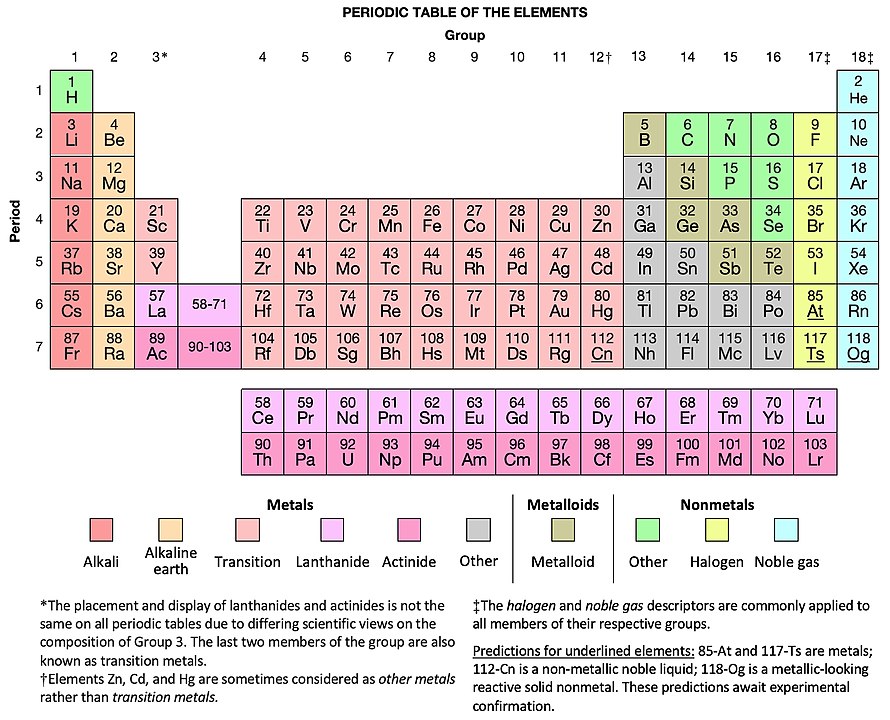 PERIODIC TABLE OF THE ELEMENTS
Group
1 2 3* 4 5 6 7 8 9 10 11 12† 13 14 15 16 17‡ 18‡
Period
1
1 2
H He
2
3 4 5 6 7 8 9 10
Li Be B C N O F Ne
3
11 12 13 14 15 16 17 18
Na Mg Al Si P S Cl Ar
4
19 20 21 22 23 24 25 26 27 28 29 30 31 32 33 34 35 36
K Ca Sc Ti V Cr Mn Fe Co Ni Cu Zn Ga Ge As Se Br Kr
5
37 38 39 40 41 42 43 44 45 46 47 48 49 50 51 52 53 54
Rb Sr Y Zr Nb Mo Tc Ru Rh Pd Ag Cd In Sn Sb Te I Xe
6
55 56 57 58-71 72 73 74 75 76 77 78 79 80 81 82 83 84 85 86
Cs Ba La Hf Ta W Re Os Ir Pt Au Hg Tl Pb Bi Po At Rn
7
87 88 89 90-103 104 105 106 107 108 109 110 111 112 113 114 115 116 117 118
Fr Ra Ac Rf Db Sg Bh Hs Mt Ds Rg Cn Nh Fl Mc Lv Ts Og
58 59 60 61 62 63 64 65 66 67 68 69 70 71
Ce Pr Nd Pm Sm Eu Gd Tb Dy Ho Er Tm Yb Lu
90 91 92 93 94 95 96 97 98 99 100 101 102 103
Th Pa U Np Pu Am Cm Bk Cf Es Fm Md No Lr
Metals
Alkali
Alkaline
earth
Transition
Lanthanide
Actinide
Other
Metalloids
Metalloid
Nonmetals
Other
Halogen
Noble gas
*The placement and display of lanthanides and actinides is not the
same on all periodic tables due to differing scientific views on the
composition of Group 3. The last two members of the group are also
known as transition metals.
†Elements Zn, Cd, and Hg are sometimes considered as other metals
rather than transition metals.
‡The halogen and noble gas descriptors are commonly applied to
all members of their respective groups.
Predictions for underlined elements: 85-At and 117-Ts are metals;
112-Cn is a non-metallic noble liquid; 118-Og is a metallic-looking
reactive solid nonmetal. These predictions await experimental
confirmation.